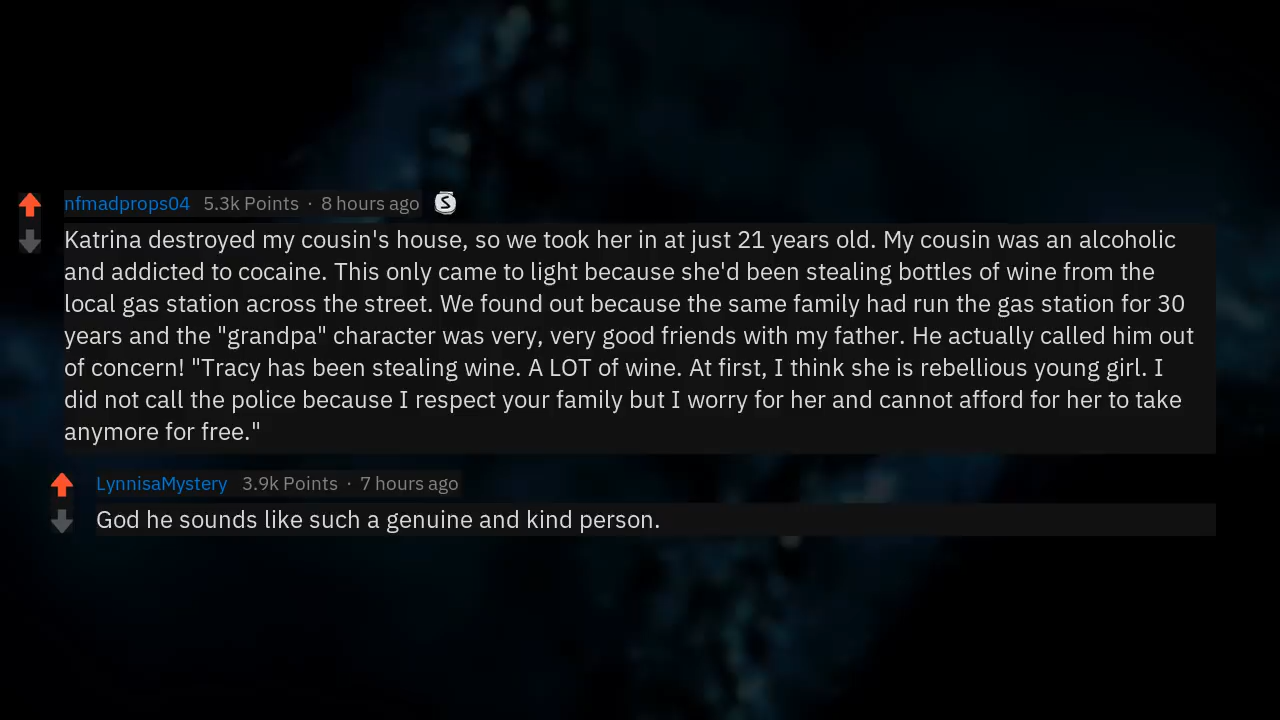 nfmadprops04 5.3k Points · 8 hours ago S
Katrina destroyed my cousin's house, so we took her in at just 21 years old. My cousin was an alcoholic
and addicted to cocaine. This only came to light because she'd been stealing bottles of wine from the
local gas station across the street. We found out because the same family had run the gas station for 30
years and the "grandpa" character was very, very good friends with my father. He actually called him out
of concern! "Tracy has been stealing wine. A LOT of wine. At first, I think she is rebellious young girl. I
did not call the police because I respect your family but I worry for her and cannot afford for her to take
anymore for free."
LynnisaMystery 3.9k Points · 7 hours ago
God he sounds like such a genuine and kind person.